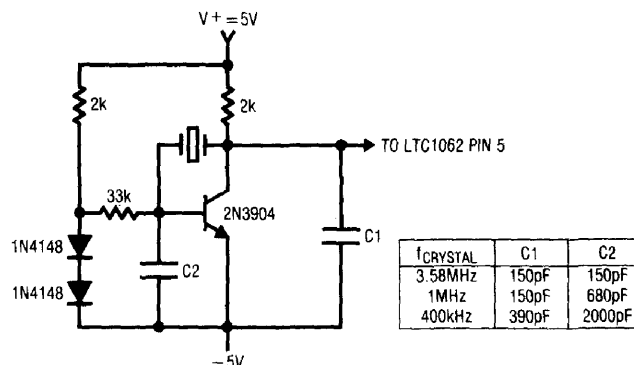 V+ = 5V
2k
2k
TO LTC1062 PIN 5
33k
2N3904
1N4148
C2
C1
1N4148
–5V
fCRYSTAL C1 C2
3.58MHz 150pF 150pF
1MHz 150pF 680pF
400kHz 390pF 2000pF